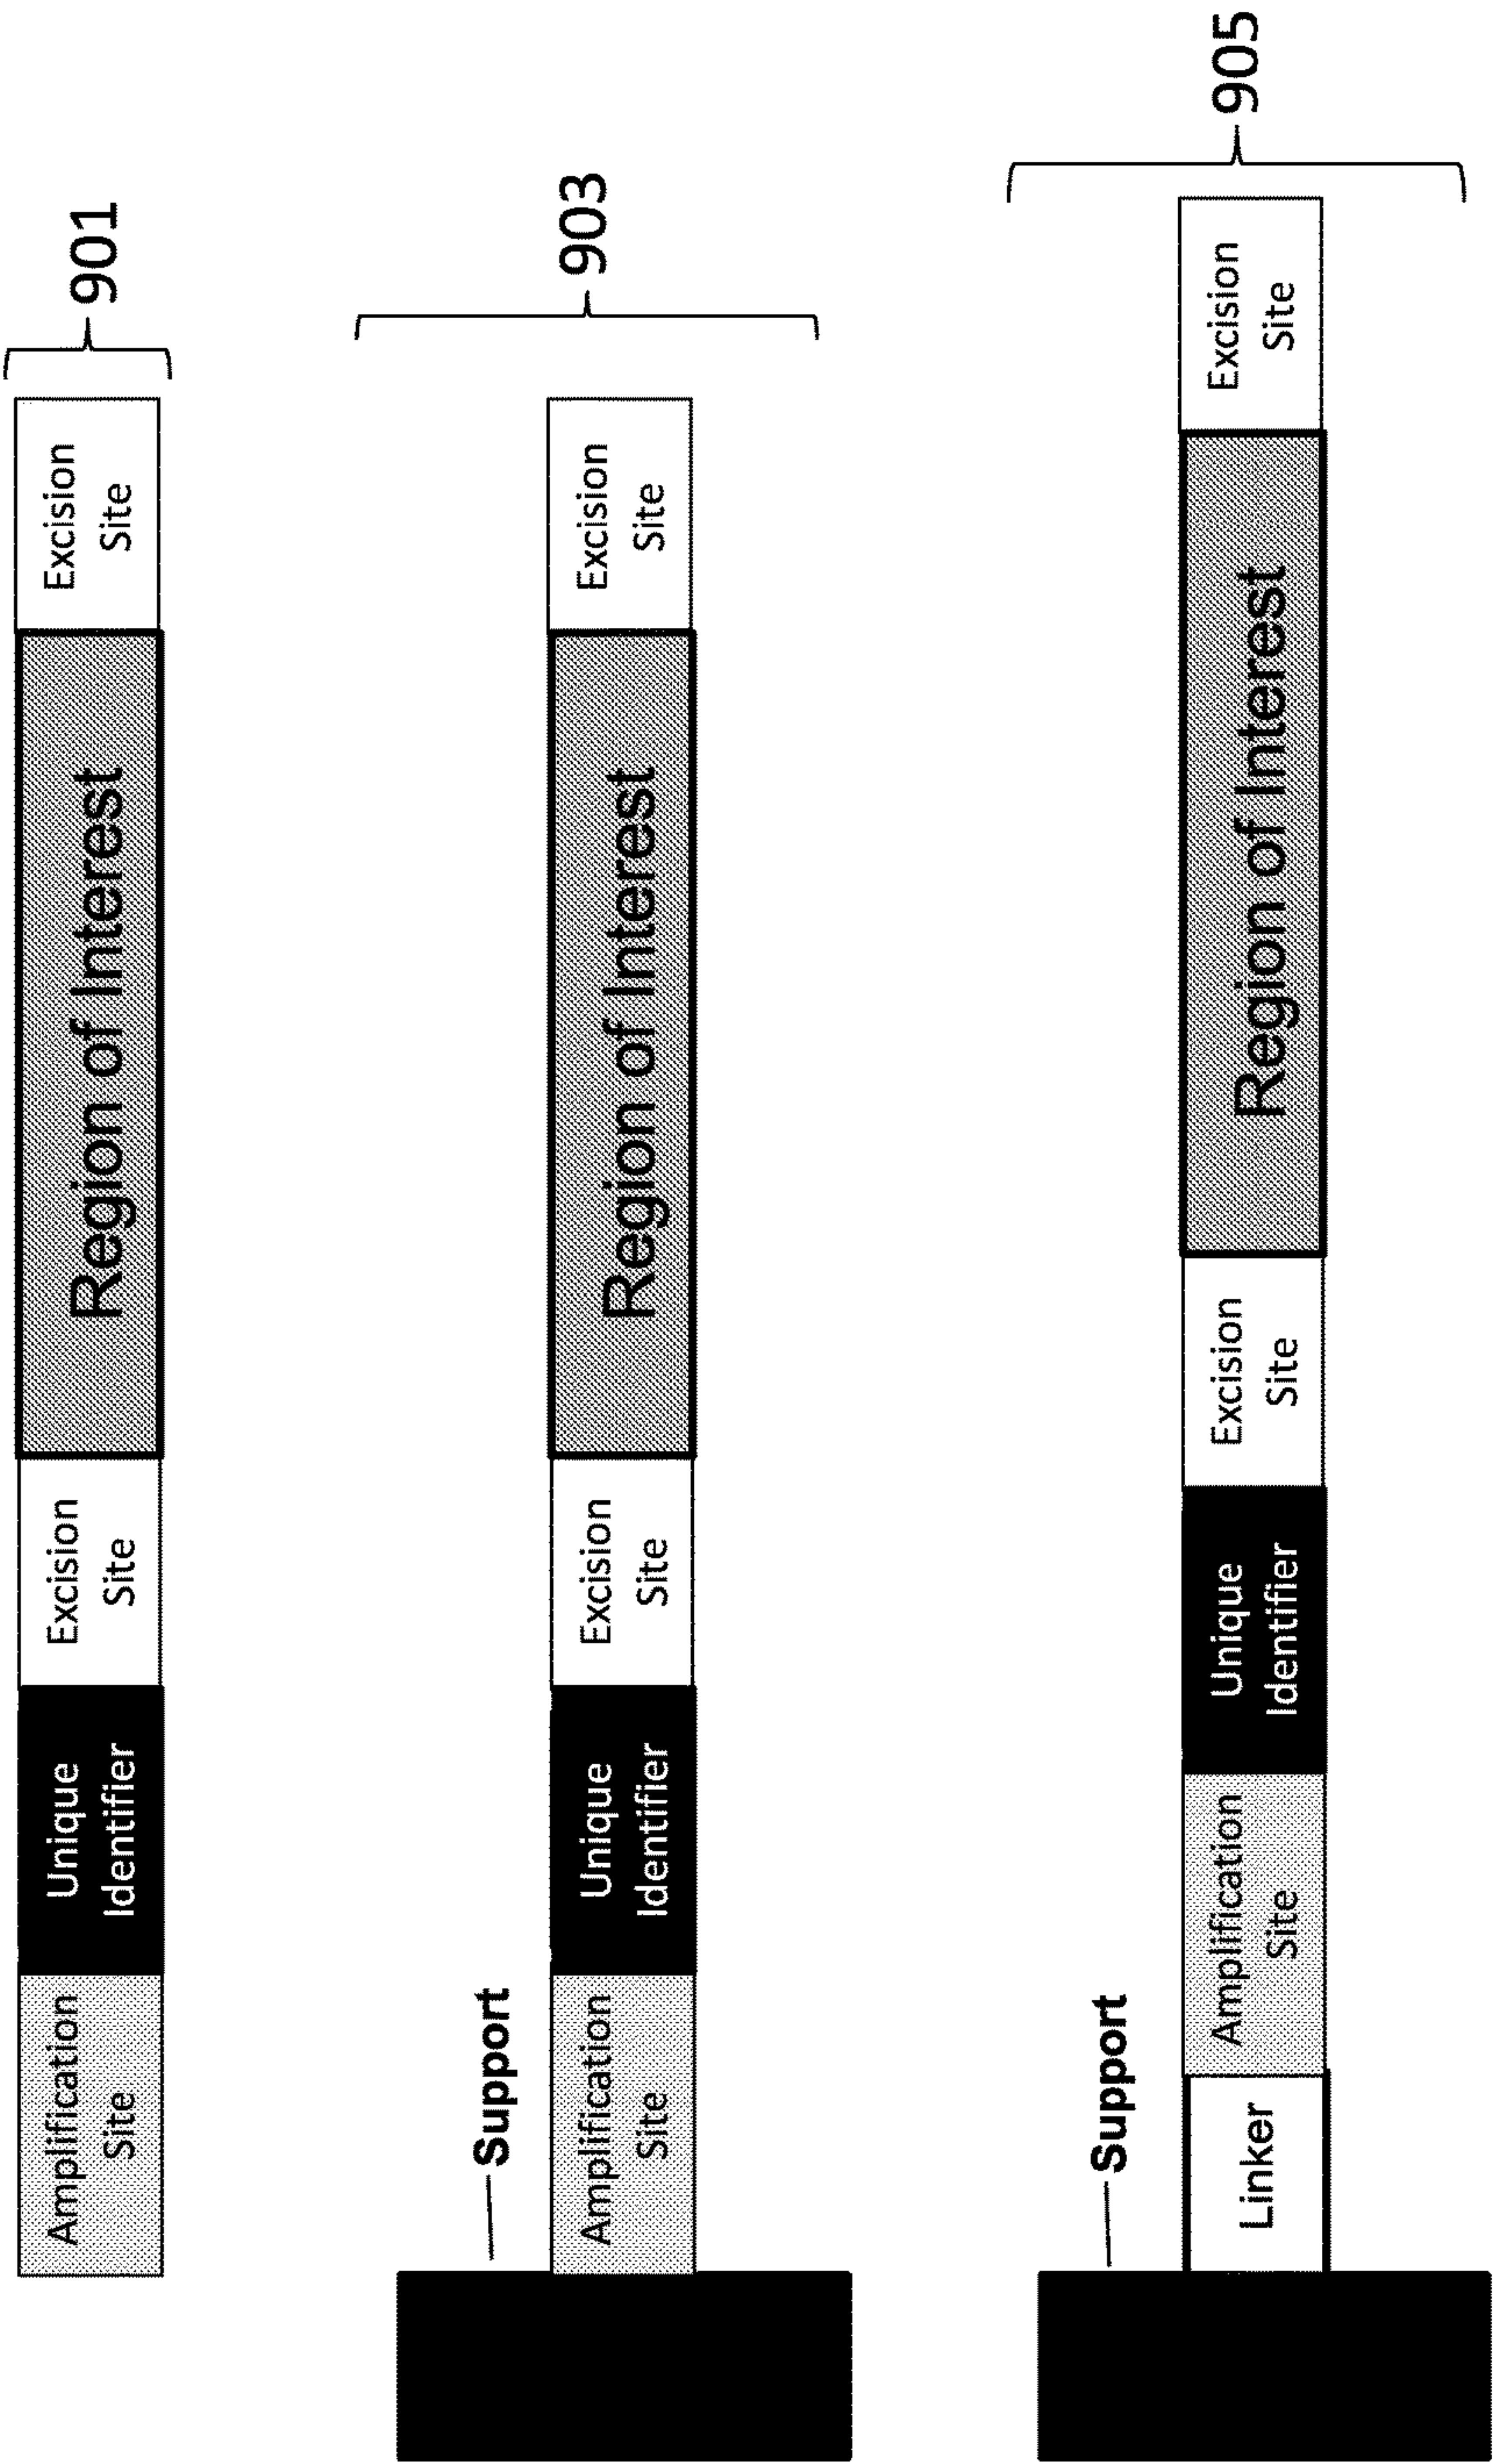 Amplification
Site
Unique
Identifier
Excision
Site
Region of Interest
Excision
Site
901
Support
Amplification
Site
Unique
Identifier
Excision
Site
Region of Interest
Excision
Site
903
Support
Linker
Amplification
Site
Unique
Identifier
Excision
Site
Region of Interest
Excision
Site
905